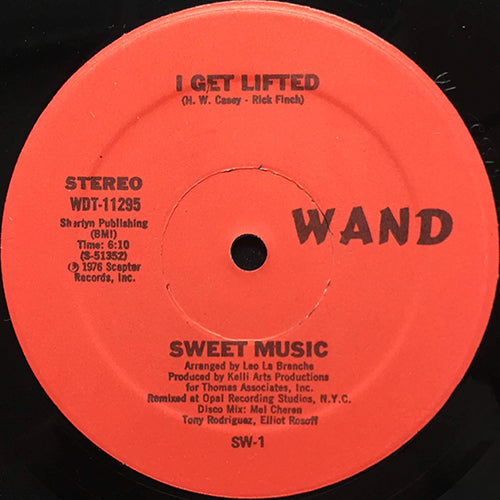 I GET LIFTED
(H. W. Casey - Rick Finch)
STEREO
WDT-11295
Sherlyn Publishing
(BMI)
Time: 6:10
(S-51352)
℗ 1976 Scepter
Records, Inc.
WAND
SWEET MUSIC
Arranged by Leo La Branche
Produced by Kelli Arts Productions
for Thomas Associates, Inc.
Remixed at Opal Recording Studios, N.Y.C.
Disco Mix: Mel Cheren
Tony Rodriguez, Elliot Rosoff
SW-1